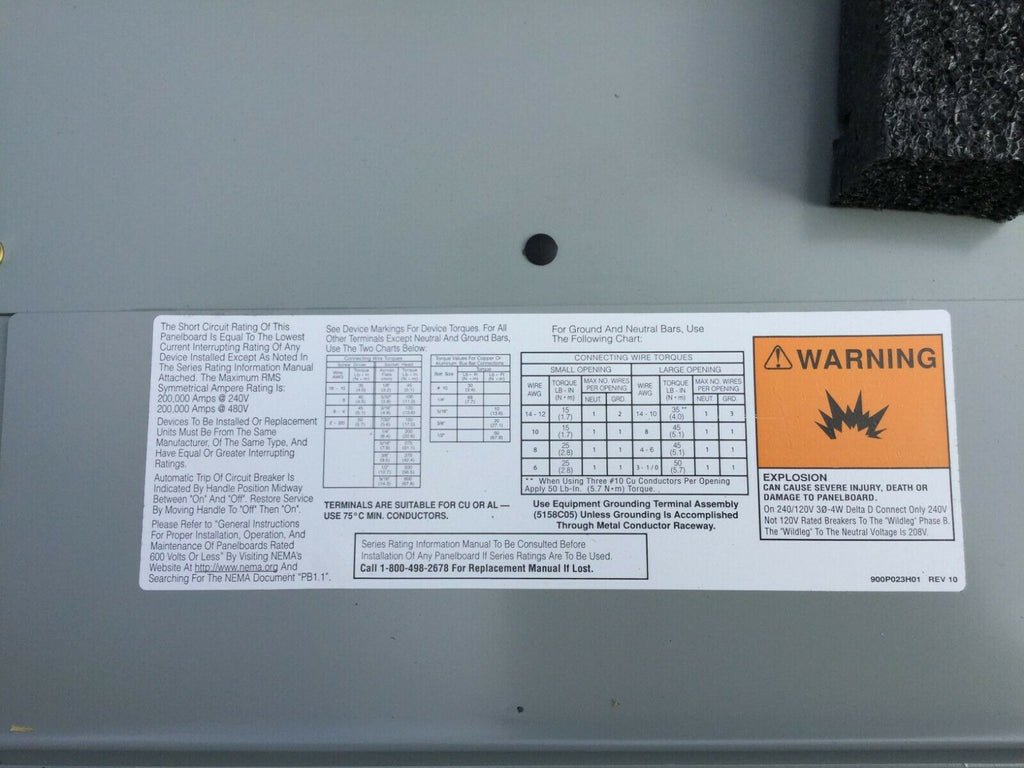 The Short Circuit Rating Of This
Panelboard Is Equal To The Lowest
Current Interrupting Rating Of Any
Device Installed Except As Noted In
The Series Rating Information Manual
Attached. The Maximum RMS
Symmetrical Ampere Rating Is:
200,000 Amps @ 240V
200,000 Amps @ 480V
Devices To Be Installed Or Replacement
Units Must Be From The Same
Manufacturer, Of The Same Type, And
Have Equal Or Greater Interrupting
Ratings.
Automatic Trip Of Circuit Breaker Is
Indicated By Handle Position Midway
Between "On" And "Off". Restore Service
By Moving Handle To "Off" Then "On".
Please Refer to "General Instructions
For Proper Installation, Operation, And
Maintenance Of Panelboards Rated
600 Volts Or Less" By Visiting NEMA's
Website At http://www.nema.org And
Searching For The NEMA Document "PB1.1".
See Device Markings For Device Torques. For All
Other Terminals Except Neutral And Ground Bars,
Use The Two Charts Below:
Connecting Wire Torques
Torque Values For Copper Or
Aluminum, Bus Bar Connections
TERMINALS ARE SUITABLE FOR CU OR AL —
USE 75°C MIN. CONDUCTORS.
For Ground And Neutral Bars, Use
The Following Chart:
CONNECTING WIRE TORQUES
SMALL OPENING LARGE OPENING
WIRE AWG TORQUE LB - IN (N • m) MAX NO. WIRES PER OPENING NEUT. GRD. WIRE AWG TORQUE LB - IN (N • m) MAX NO. WIRES PER OPENING NEUT. GRD.
14 - 12 15 (1.7) 1 2 14 - 10 35** (4.0) 1 3
10 15 (1.7) 1 1 8 45 (5.1) 1 1
8 25 (2.8) 1 1 4 - 6 45 (5.1) 1 1
6 25 (2.8) 1 1 3 - 1/0 50 (5.7) 1 1
** When Using Three #10 Cu Conductors Per Opening
Apply 50 Lb-In. (5.7 N•m) Torque.
Use Equipment Grounding Terminal Assembly
(5158C05) Unless Grounding Is Accomplished
Through Metal Conductor Raceway.
Series Rating Information Manual To Be Consulted Before
Installation Of Any Panelboard If Series Ratings Are To Be Used.
Call 1-800-498-2678 For Replacement Manual If Lost.
WARNING
EXPLOSION
CAN CAUSE SEVERE INJURY, DEATH OR
DAMAGE TO PANELBOARD.
On 240/120V 3Ø-4W Delta D Connect Only 240V
Not 120V Rated Breakers To The "Wildleg" Phase B.
The "Wildleg" To The Neutral Voltage Is 208V.
900P023H01 REV 10